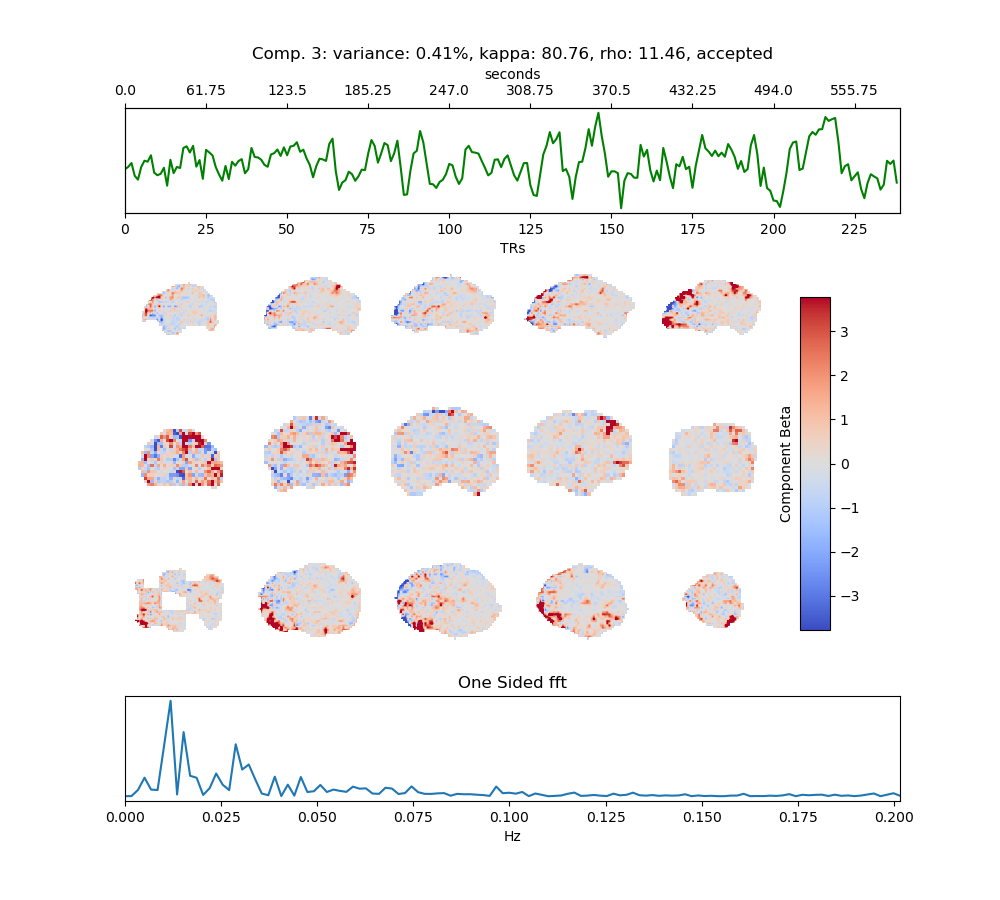 Comp. 3: variance: 0.41%, kappa: 80.76, rho: 11.46, accepted
seconds
0.0 61.75 123.5 185.25 247.0 308.75 370.5 432.25 494.0 555.75
0 25 50 75 100 125 150 175 200 225
TRs
3
2
1
0
−1
−2
−3
Component Beta
One Sided fft
0.000 0.025 0.050 0.075 0.100 0.125 0.150 0.175 0.200
Hz